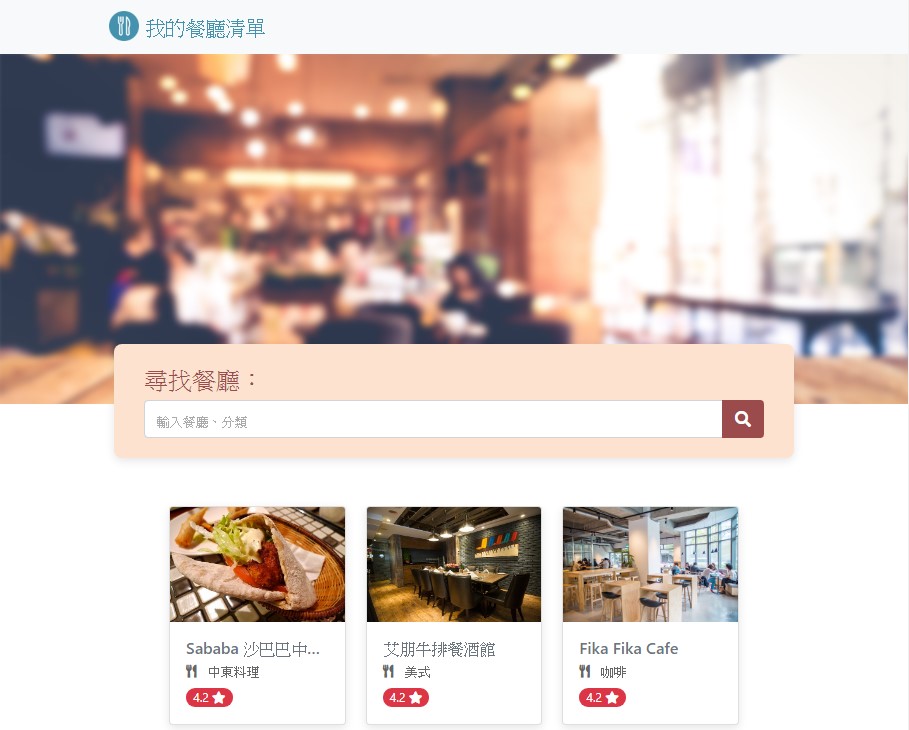 我的餐廳清單
尋找餐廳：
輸入餐廳、分類
Sababa 沙巴巴中...
中東料理
4.2
艾朋牛排餐酒館
美式
4.2
Fika Fika Cafe
咖啡
4.2